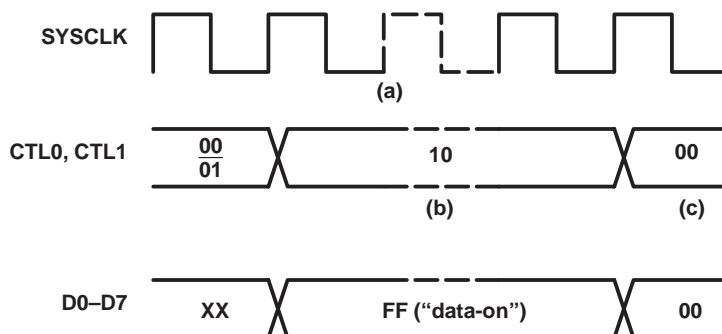 SYSCLK
(a)
CTL0, CTL1
00
01
10
00
(b)
(c)
D0–D7
XX
FF (“data-on”)
00